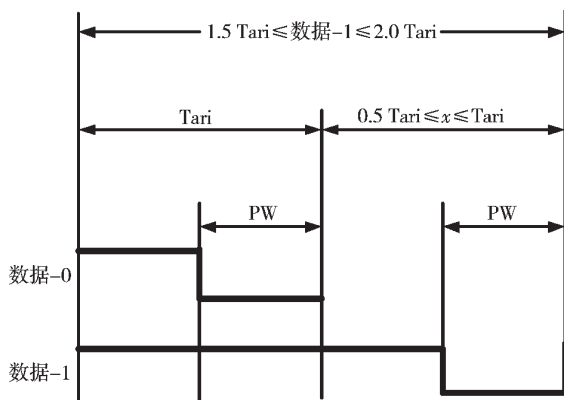 1.5 Tari≤数据-1≤2.0 Tari
Tari
0.5 Tari≤x≤Tari
PW
PW
数据-0
数据-1